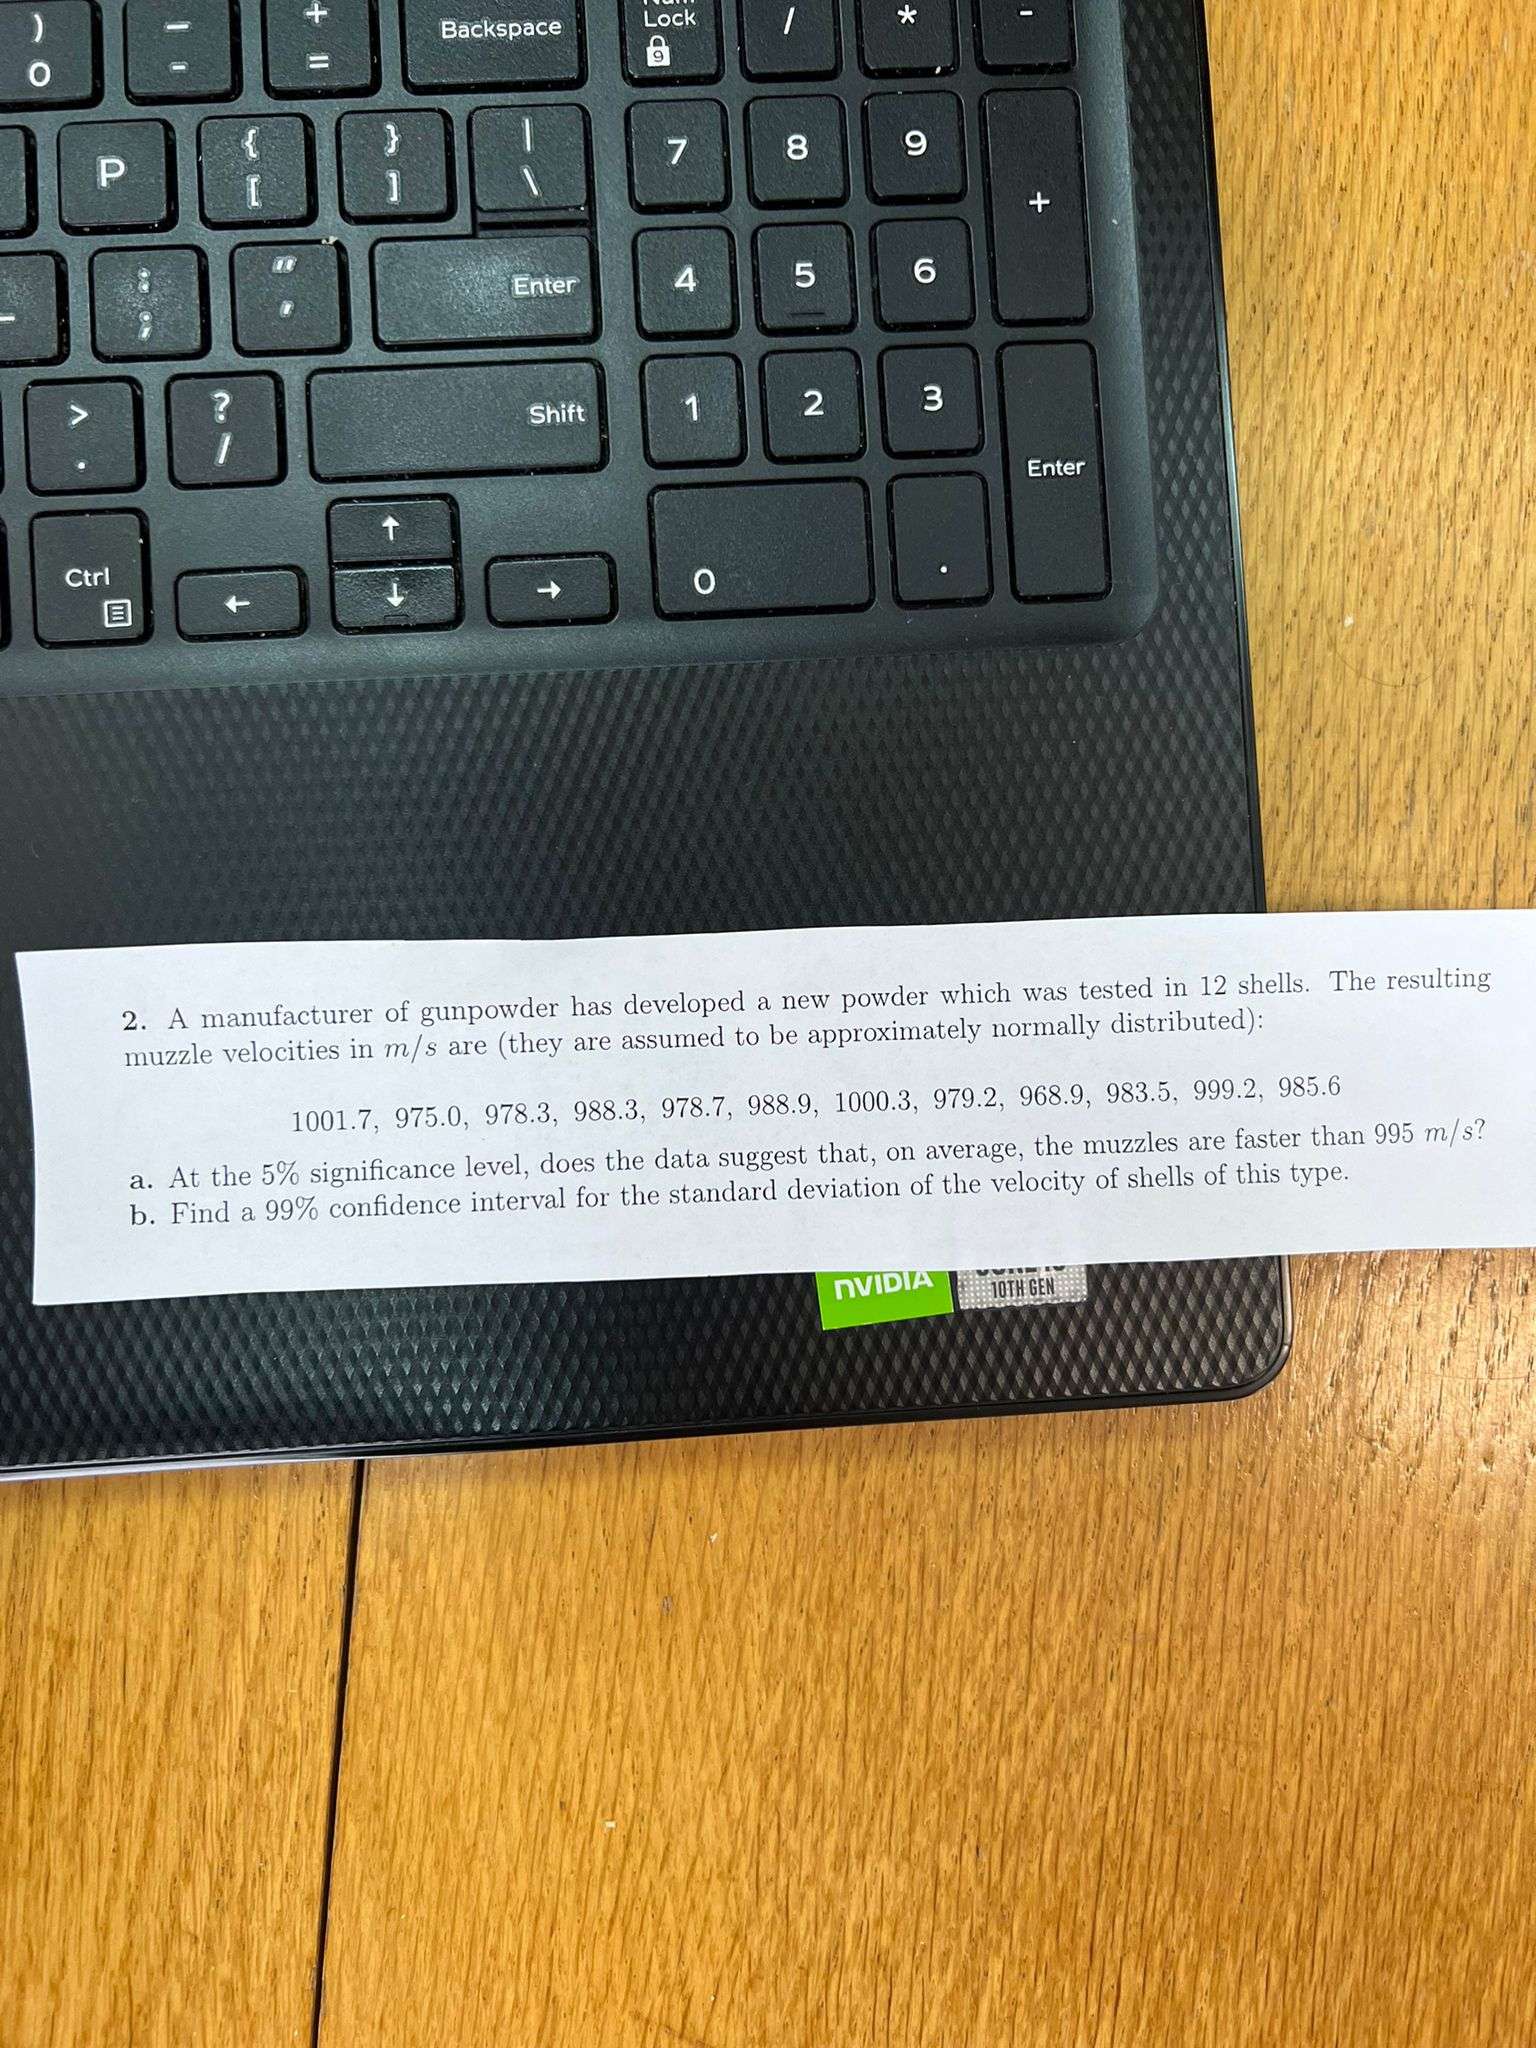 )
0
_
-
+
=
Backspace
Lock
9
/
*
-
P
{
[
}
]
|
\
7
8
9
+
:
;
"
'
Enter
4
5
6
>
.
?
/
Shift
1
2
3
Enter
Ctrl
↑
←
↓
→
0
.
2. A manufacturer of gunpowder has developed a new powder which was tested in 12 shells. The resulting
muzzle velocities in m/s are (they are assumed to be approximately normally distributed):
1001.7, 975.0, 978.3, 988.3, 978.7, 988.9, 1000.3, 979.2, 968.9, 983.5, 999.2, 985.6
a. At the 5% significance level, does the data suggest that, on average, the muzzles are faster than 995 m/s?
b. Find a 99% confidence interval for the standard deviation of the velocity of shells of this type.
nVIDIA
10TH GEN